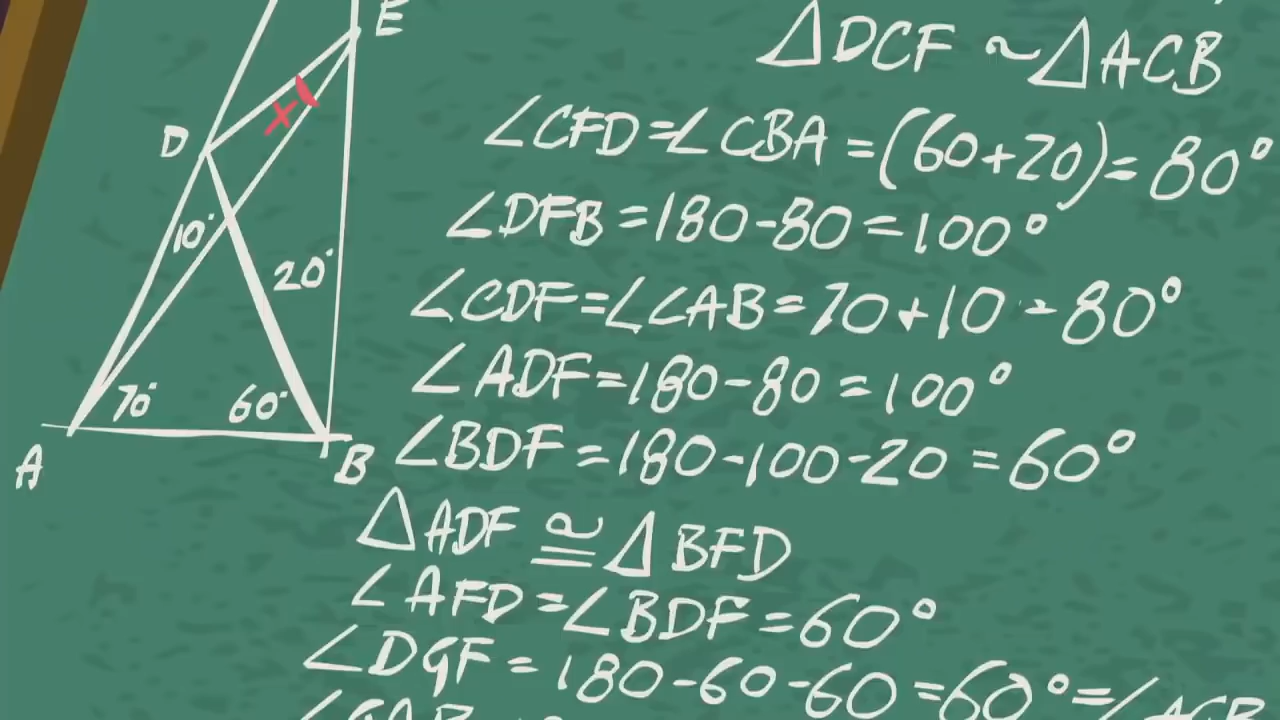 E
D
x
10°
20°
70° 60°
A B
△DCF ~ △ACB
∠CFD=∠CBA =(60+20)= 80°
∠DFB =180-80 = 100°
∠CDF=∠CAB= 70+10 - 80°
∠ADF=180-80 = 100°
∠BDF =180-100-20 = 60°
△ADF ≅ △BFD
∠AFD =∠BDF =60°
∠DGF = 180-60-60 =60°=∠ACB